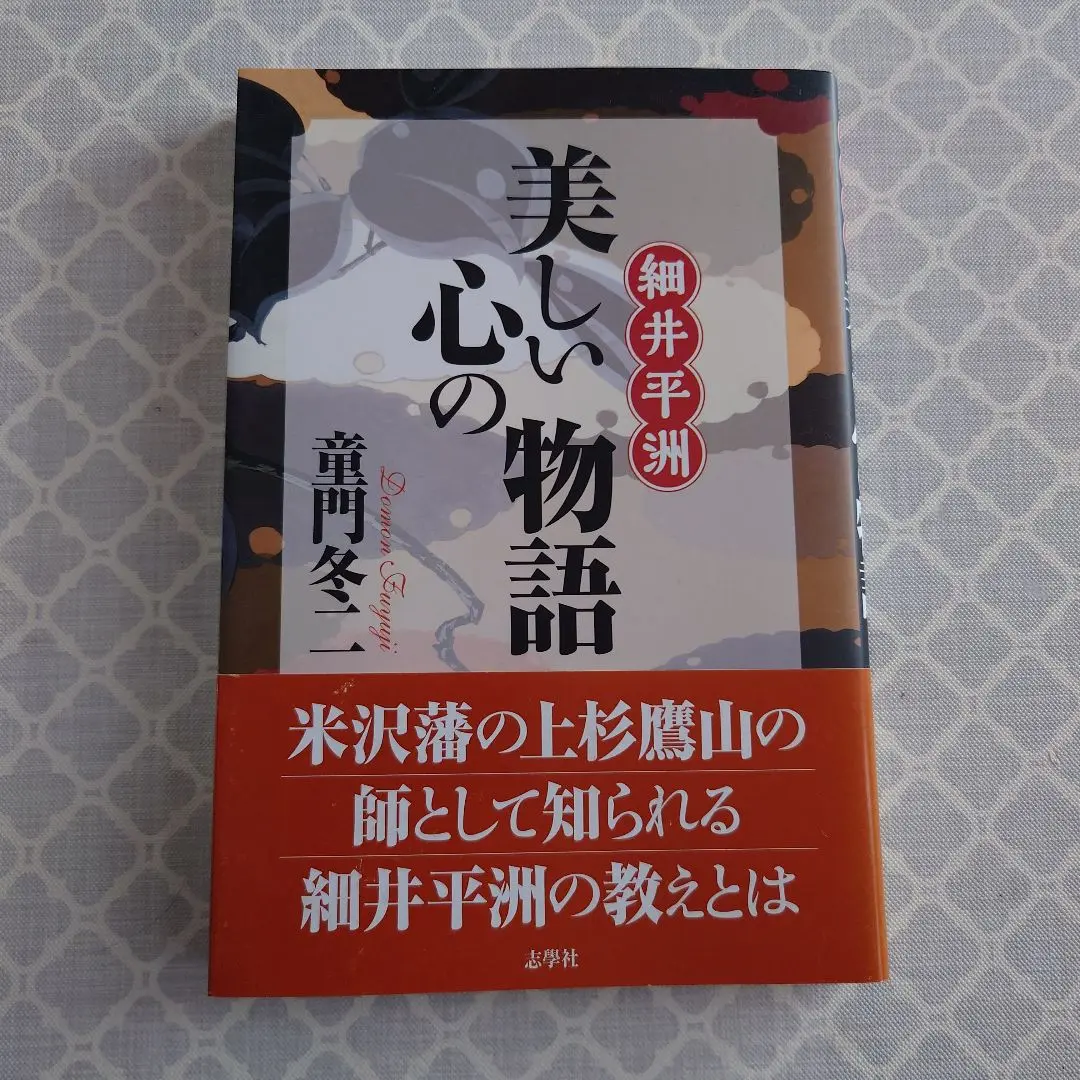 細井平洲
美しい
心の
物語
童門冬二
Domon Fuyuji
米沢藩の上杉鷹山の
師として知られる
細井平洲の教えとは
志學社